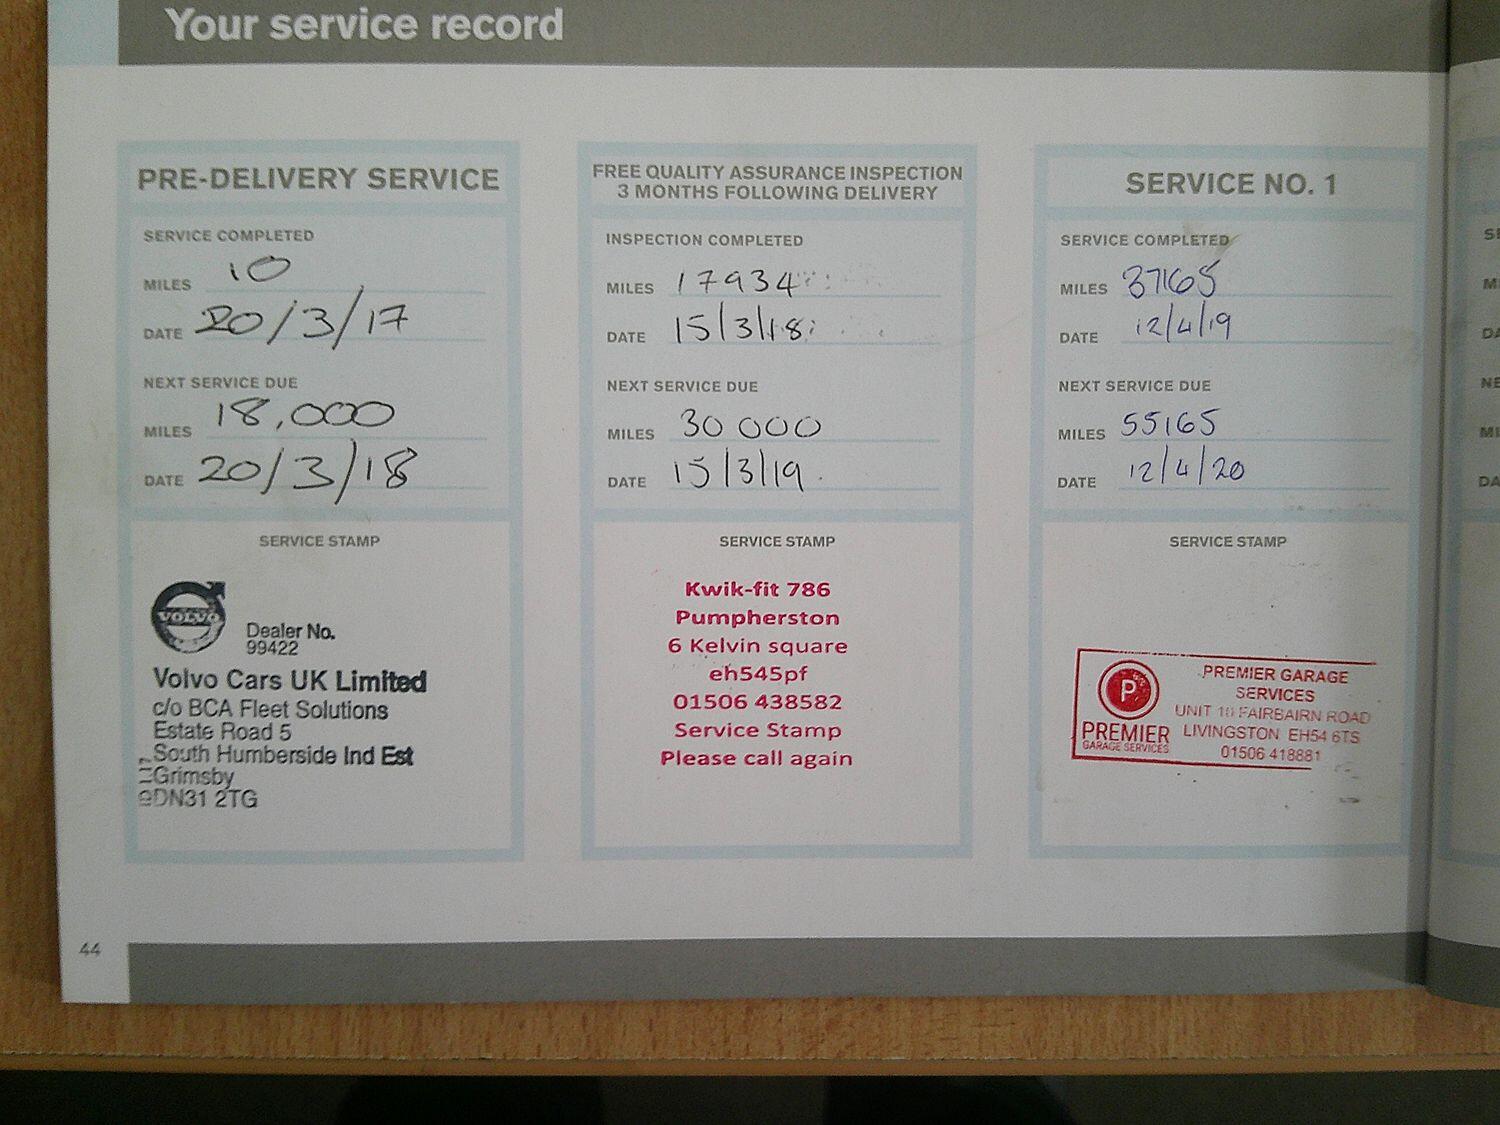 Your service record
PRE-DELIVERY SERVICE
SERVICE COMPLETED
MILES 10
DATE 20/3/17
NEXT SERVICE DUE
MILES 18,000
DATE 20/3/18
SERVICE STAMP
VOLVO
Dealer No.
99422
Volvo Cars UK Limited
c/o BCA Fleet Solutions
Estate Road 5
South Humberside Ind Est
Grimsby
DN31 2TG
FREE QUALITY ASSURANCE INSPECTION
3 MONTHS FOLLOWING DELIVERY
INSPECTION COMPLETED
MILES 17934
DATE 15/3/18
NEXT SERVICE DUE
MILES 30 000
DATE 15/3/19.
SERVICE STAMP
Kwik-fit 786
Pumpherston
6 Kelvin square
eh545pf
01506 438582
Service Stamp
Please call again
SERVICE NO. 1
SERVICE COMPLETED
MILES 37165
DATE 12/4/19
NEXT SERVICE DUE
MILES 55165
DATE 12/4/20
SERVICE STAMP
P
PREMIER
GARAGE SERVICES
PREMIER GARAGE
SERVICES
UNIT 10 FAIRBAIRN ROAD
LIVINGSTON EH54 6TS
01506 418881
44